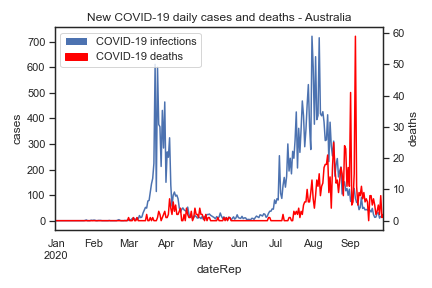 New COVID-19 daily cases and deaths - Australia
COVID-19 infections
COVID-19 deaths
700
600
500
400
300
200
100
0
cases
60
50
40
30
20
10
0
deaths
Jan Feb Mar Apr May Jun Jul Aug Sep
2020
dateRep